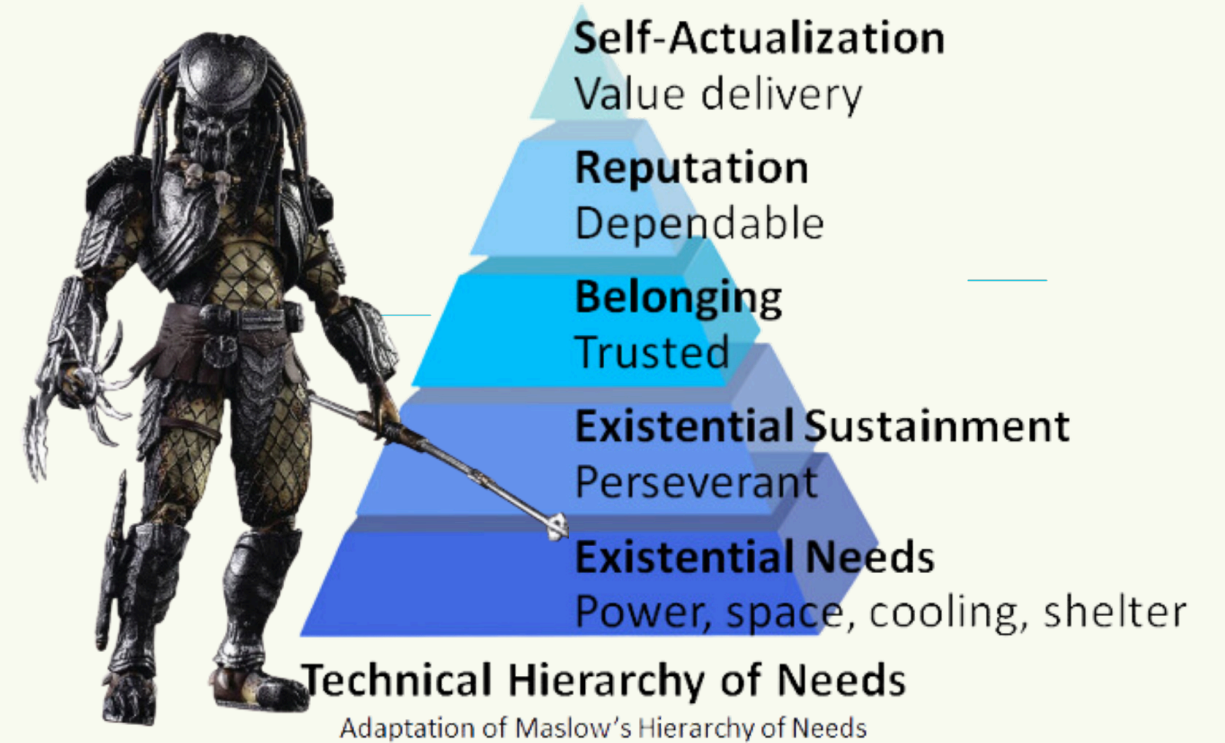 Self-Actualization
Value delivery
Reputation
Dependable
Belonging
Trusted
Existential Sustainment
Perseverant
Existential Needs
Power, space, cooling, shelter
Technical Hierarchy of Needs
Adaptation of Maslow’s Hierarchy of Needs